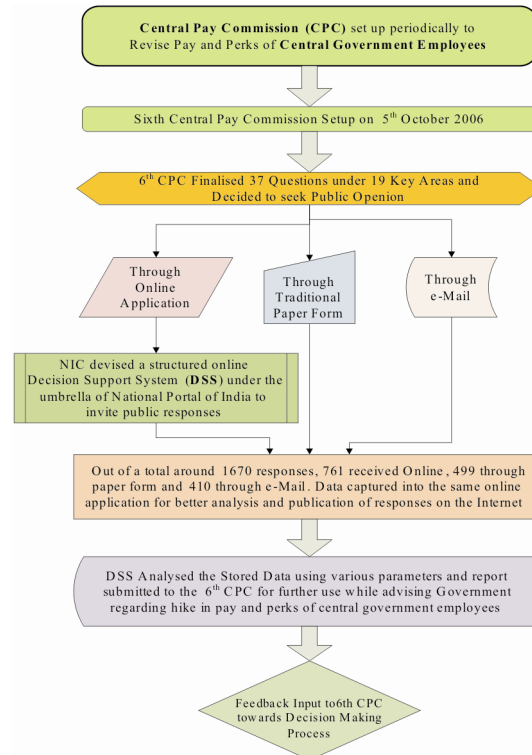 Central Pay Commission (CPC) set up periodically to
Revise Pay and Perks of Central Government Employees
Sixth Central Pay Commission Setup on 5th October 2006
6th CPC Finalised 37 Questions under 19 Key Areas and
Decided to seek Public Openion
Through
Online
Application
Through
Traditional
Paper Form
Through
e-Mail
NIC devised a structured online
Decision Support System (DSS) under the
umbrella of National Portal of India to
invite public responses
Out of a total around 1670 responses, 761 received Online, 499 through
paper form and 410 through e-Mail. Data captured into the same online
application for better analysis and publication of responses on the Internet
DSS Analysed the Stored Data using various parameters and report
submitted to the 6th CPC for further use while advising Government
regarding hike in pay and perks of central government employees
Feedback Input to6th CPC
towards Decision Making
Process